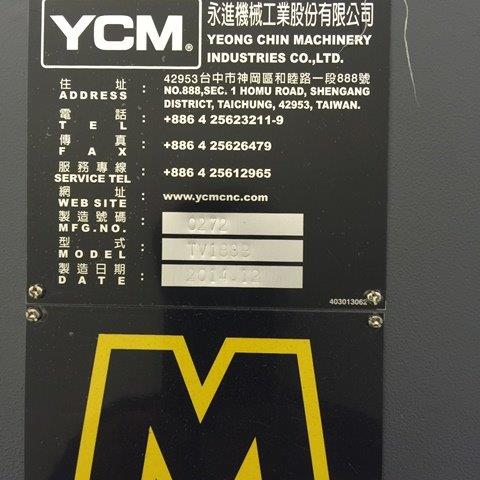 YCM®
永進機械工業股份有限公司
YEONG CHIN MACHINERY
INDUSTRIES CO.,LTD.
住址 ADDRESS : 42953台中市神岡區和睦路一段888號
NO.888,SEC. 1 HOMU ROAD, SHENGANG
DISTRICT, TAICHUNG, 42953, TAIWAN.
電話 TEL : +886 4 25623211-9
傳真 FAX : +886 4 25626479
服務專線 SERVICE TEL : +886 4 25612965
網址 WEB SITE : www.ycmcnc.com
製造號碼 MFG.NO. : 0272
型式 MODEL :
製造日期 DATE : 2014.12
403013062
M